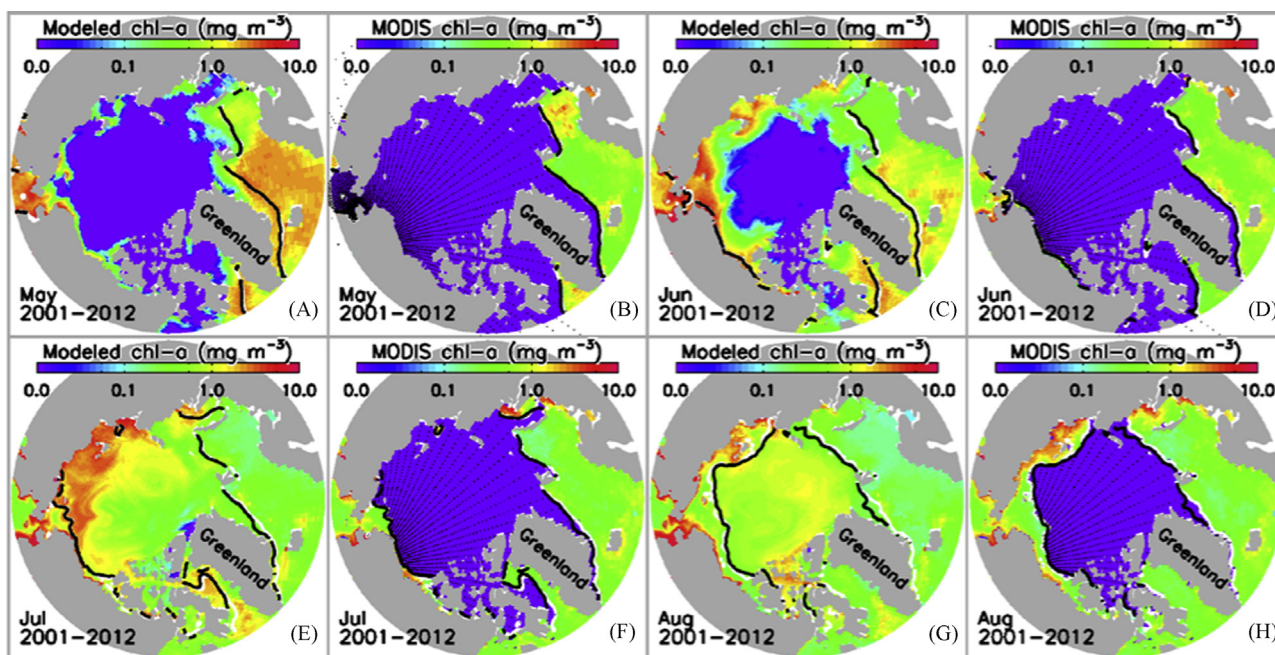 Modeled chl-a (mg m⁻³)
0.0 0.1 1.0 10.0
Greenland
May
2001-2012
(A)
MODIS chl-a (mg m⁻³)
0.0 0.1 1.0 10.0
Greenland
May
2001-2012
(B)
Modeled chl-a (mg m⁻³)
0.0 0.1 1.0 10.0
Greenland
Jun
2001-2012
(C)
MODIS chl-a (mg m⁻³)
0.0 0.1 1.0 10.0
Greenland
Jun
2001-2012
(D)
Modeled chl-a (mg m⁻³)
0.0 0.1 1.0 10.0
Greenland
Jul
2001-2012
(E)
MODIS chl-a (mg m⁻³)
0.0 0.1 1.0 10.0
Greenland
Jul
2001-2012
(F)
Modeled chl-a (mg m⁻³)
0.0 0.1 1.0 10.0
Greenland
Aug
2001-2012
(G)
MODIS chl-a (mg m⁻³)
0.0 0.1 1.0 10.0
Greenland
Aug
2001-2012
(H)